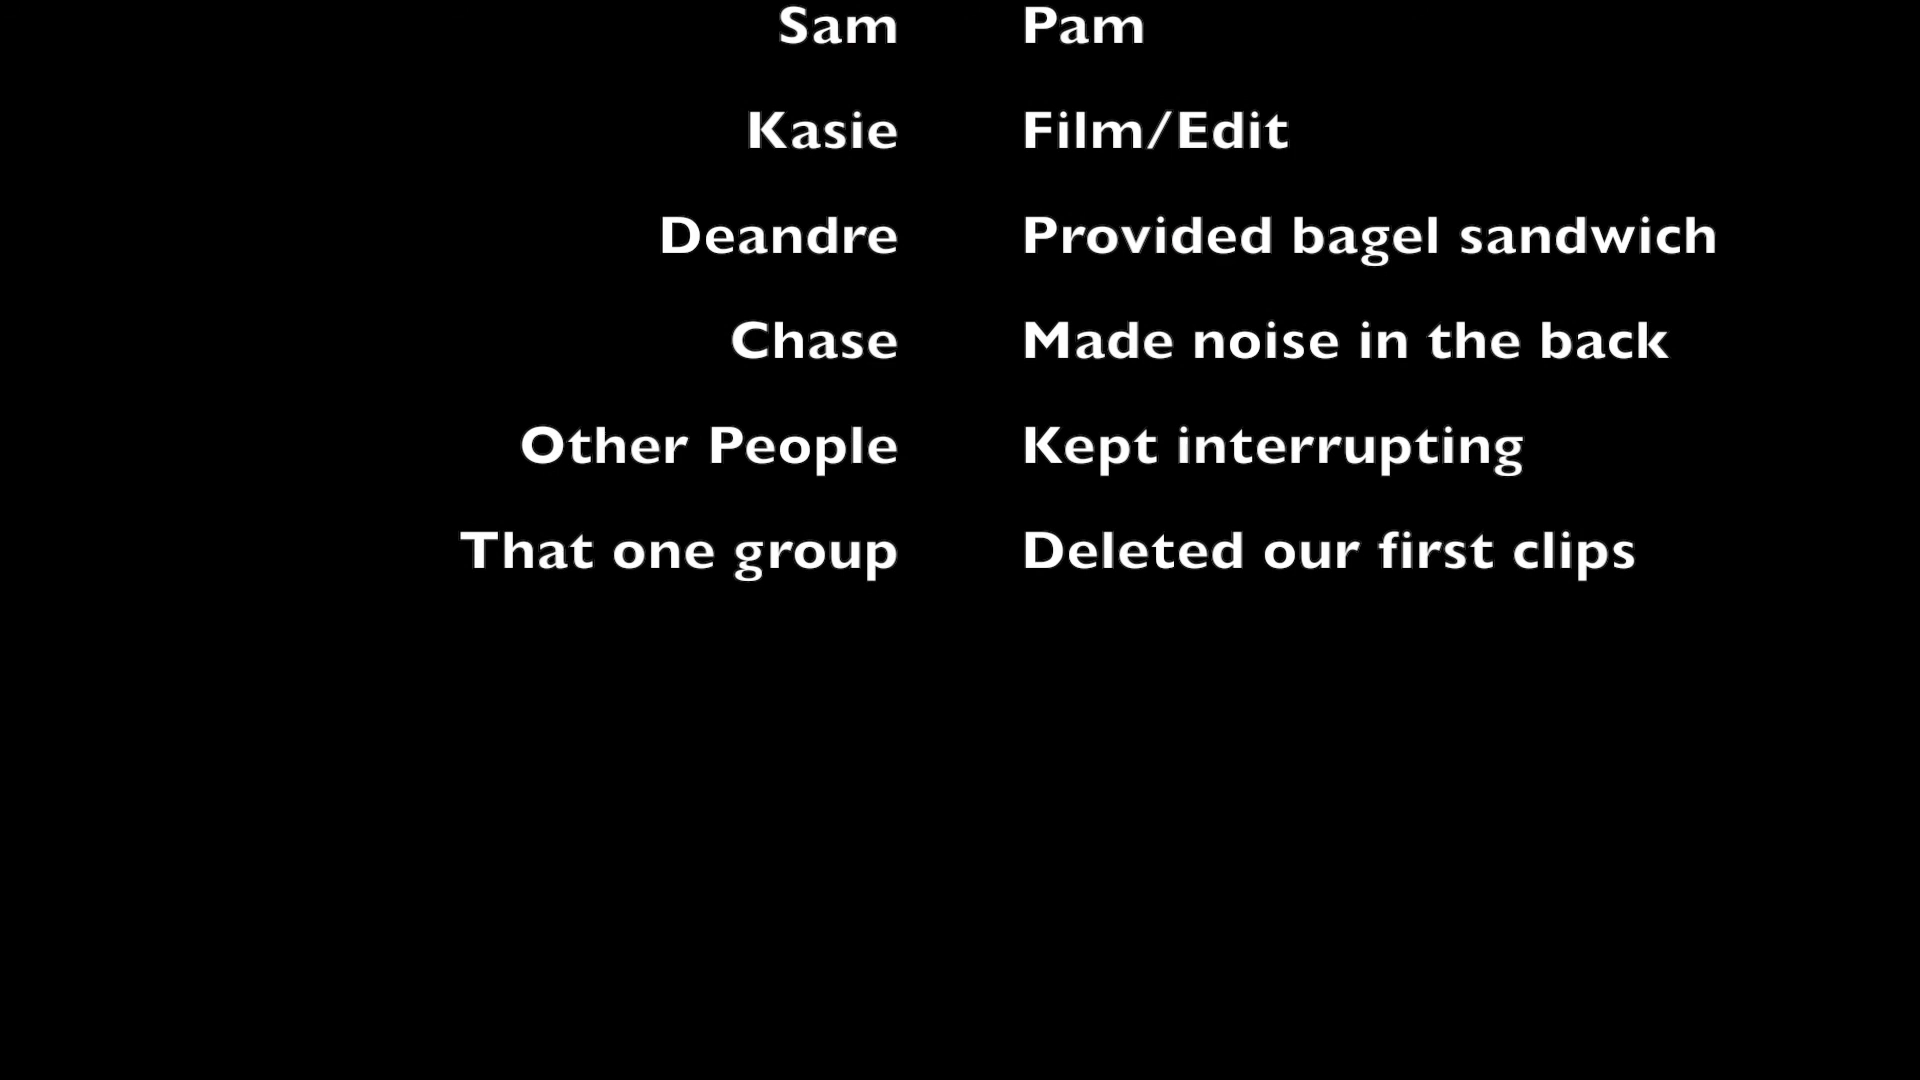 Sam Pam
Kasie Film/Edit
Deandre Provided bagel sandwich
Chase Made noise in the back
Other People Kept interrupting
That one group Deleted our first clips